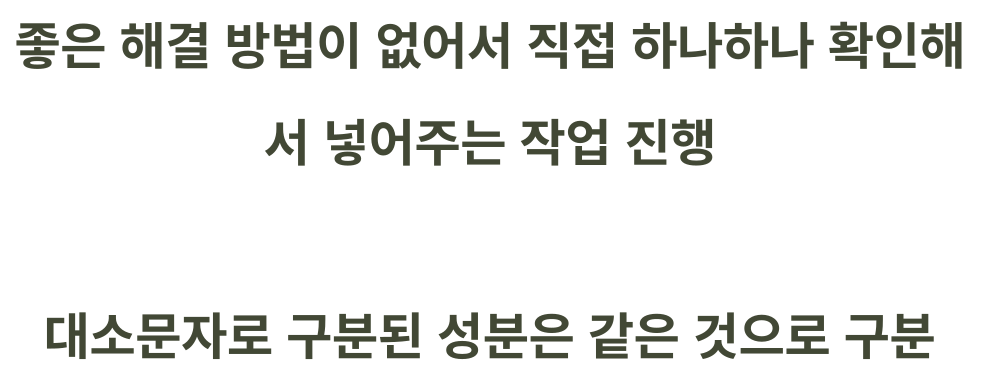 좋은 해결 방법이 없어서 직접 하나하나 확인해
서 넣어주는 작업 진행
대소문자로 구분된 성분은 같은 것으로 구분